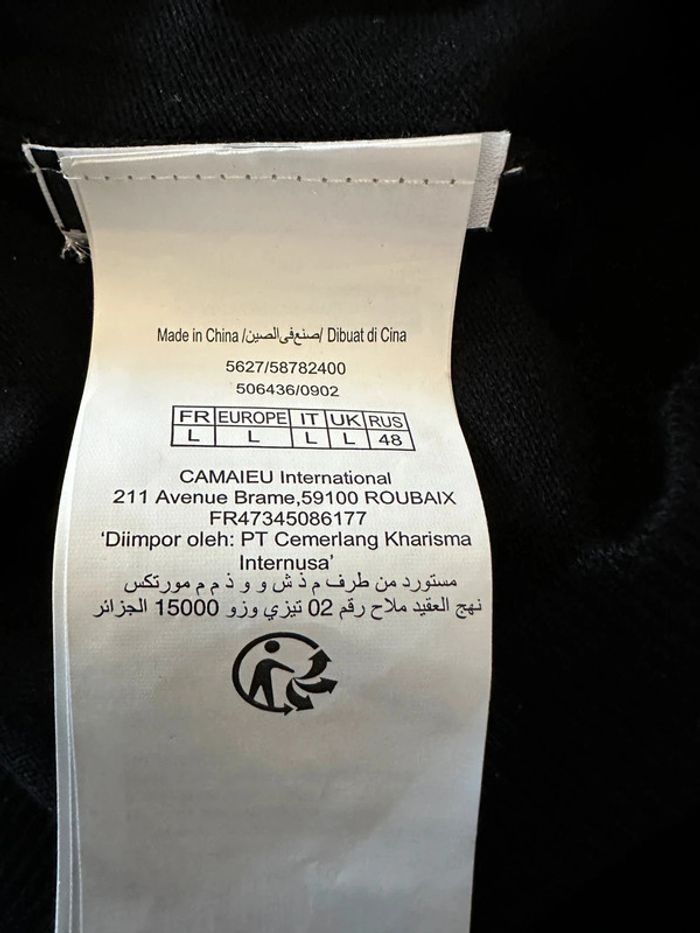 Made in China /صنع في الصين/ Dibuat di Cina
5627/58782400
506436/0902
FR EUROPE IT UK RUS
L L L L 48
CAMAIEU International
211 Avenue Brame,59100 ROUBAIX
FR47345086177
‘Diimpor oleh: PT Cemerlang Kharisma
Internusa’
مستورد من طرف م ذ ش و و ذ م م مورتكس
نهج العقيد ملاح رقم 02 تيزي وزو 15000 الجزائر